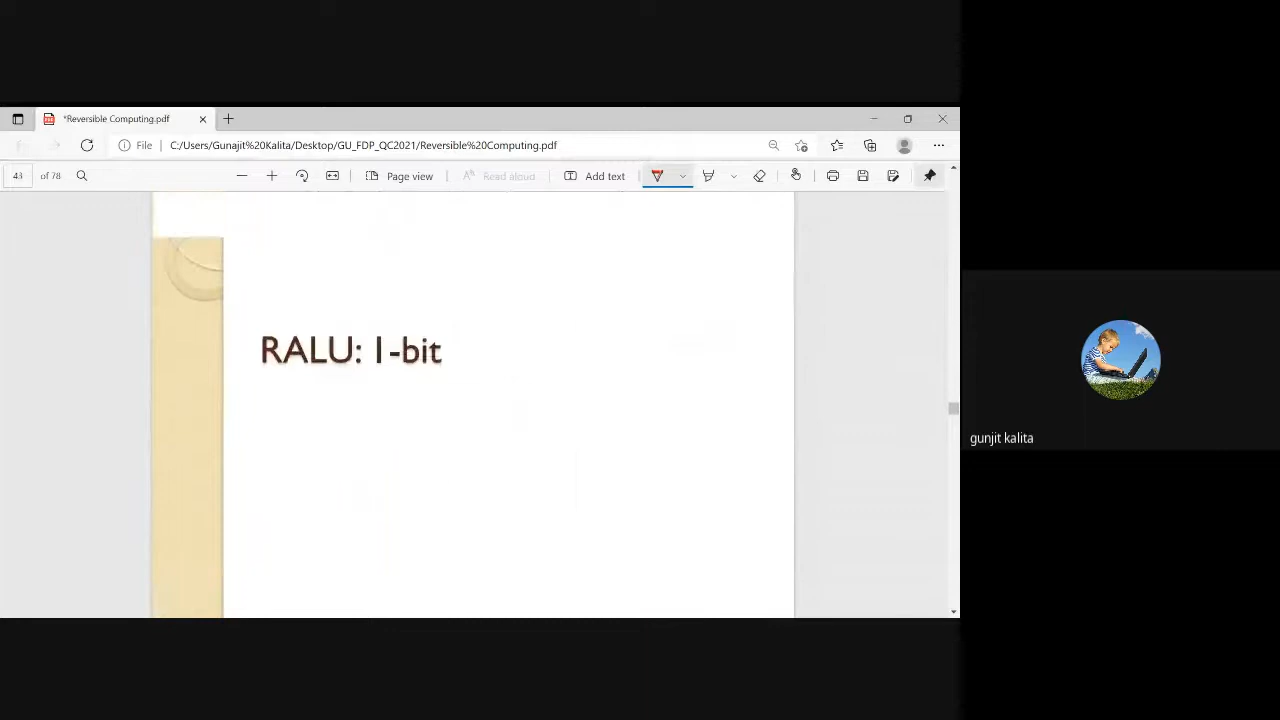 *Reversible Computing.pdf
File
C:/Users/Gunajit%20Kalita/Desktop/GU_FDP_QC2021/Reversible%20Computing.pdf
43 of 78
Page view
Read aloud
Add text
RALU: 1-bit
gunjit kalita